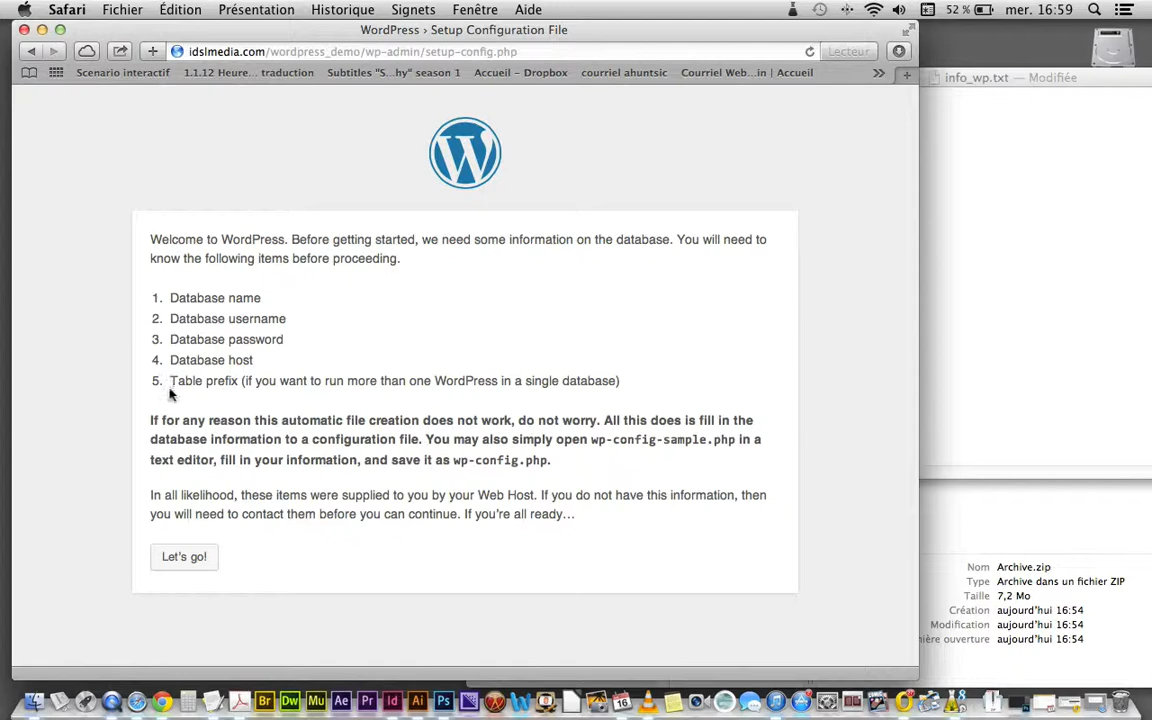 Safari Fichier Édition Présentation Historique Signets Fenêtre Aide 52 % mer. 16:59
WordPress › Setup Configuration File
idslmedia.com/wordpress_demo/wp-admin/setup-config.php Lecteur
Scenario interactif 1.1.12 Heure... traduction Subtitles "S...hy" season 1 Accueil – Dropbox courriel ahuntsic Courriel Web...in | Accueil
info_wp.txt — Modifiée
W
Welcome to WordPress. Before getting started, we need some information on the database. You will need to
know the following items before proceeding.
1. Database name
2. Database username
3. Database password
4. Database host
5. Table prefix (if you want to run more than one WordPress in a single database)
If for any reason this automatic file creation does not work, do not worry. All this does is fill in the
database information to a configuration file. You may also simply open wp-config-sample.php in a
text editor, fill in your information, and save it as wp-config.php.
In all likelihood, these items were supplied to you by your Web Host. If you do not have this information, then
you will need to contact them before you can continue. If you're all ready…
Let's go!
Nom Archive.zip
Type Archive dans un fichier ZIP
Taille 7,2 Mo
Création aujourd'hui 16:54
Modification aujourd'hui 16:54
nière ouverture aujourd'hui 16:54
Br Dw Mu Ae Pr Id Ai Ps W 16